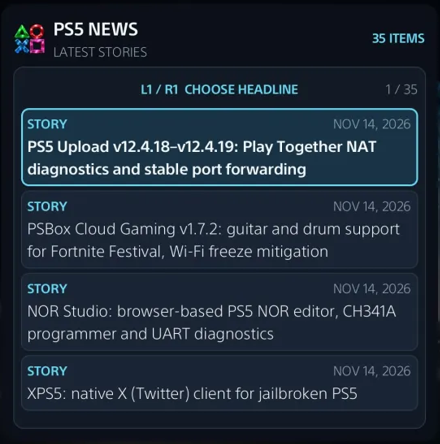 PS5 NEWS
LATEST STORIES
35 ITEMS
L1 / R1 CHOOSE HEADLINE
1 / 35
STORY
NOV 14, 2026
PS5 Upload v12.4.18–v12.4.19: Play Together NAT
diagnostics and stable port forwarding
STORY
NOV 14, 2026
PSBox Cloud Gaming v1.7.2: guitar and drum support
for Fortnite Festival, Wi-Fi freeze mitigation
STORY
NOV 14, 2026
NOR Studio: browser-based PS5 NOR editor, CH341A
programmer and UART diagnostics
STORY
NOV 14, 2026
XPS5: native X (Twitter) client for jailbroken PS5